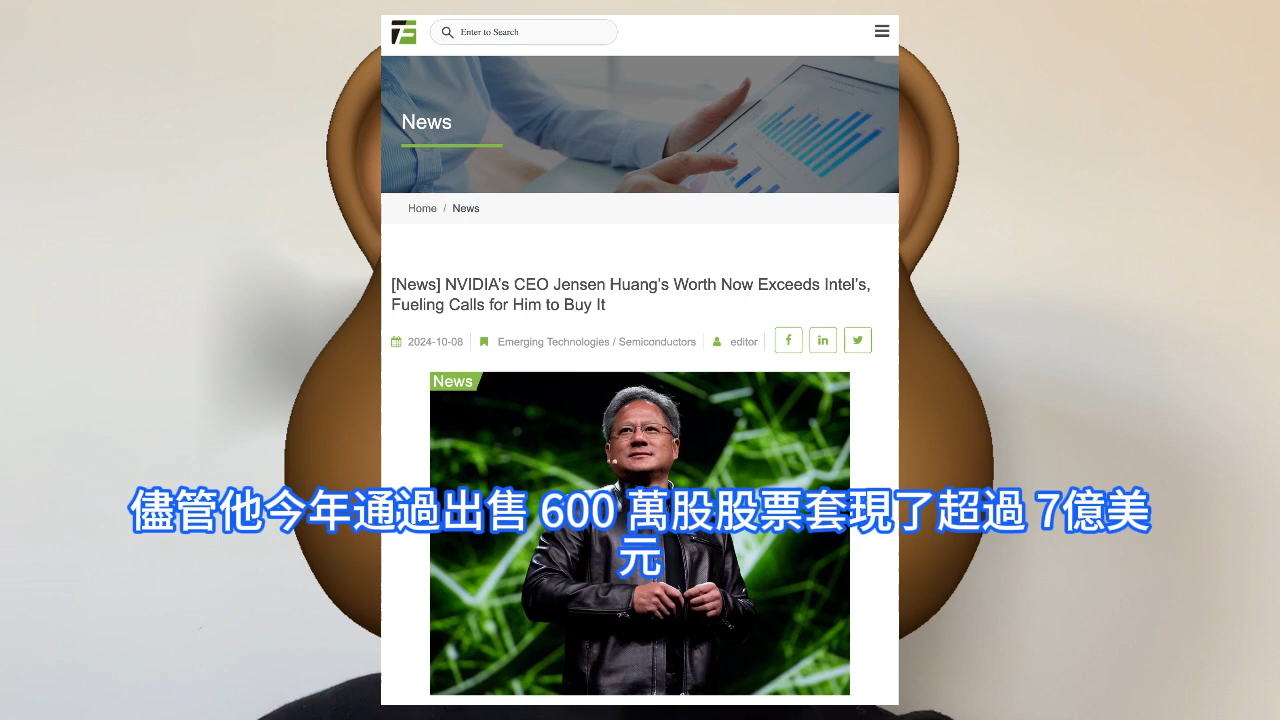 Enter to Search
News
Home / News
[News] NVIDIA's CEO Jensen Huang's Worth Now Exceeds Intel's,
Fueling Calls for Him to Buy It
2024-10-08 Emerging Technologies / Semiconductors editor
News
儘管他今年通過出售 600 萬股股票套現了超過 7億美
元